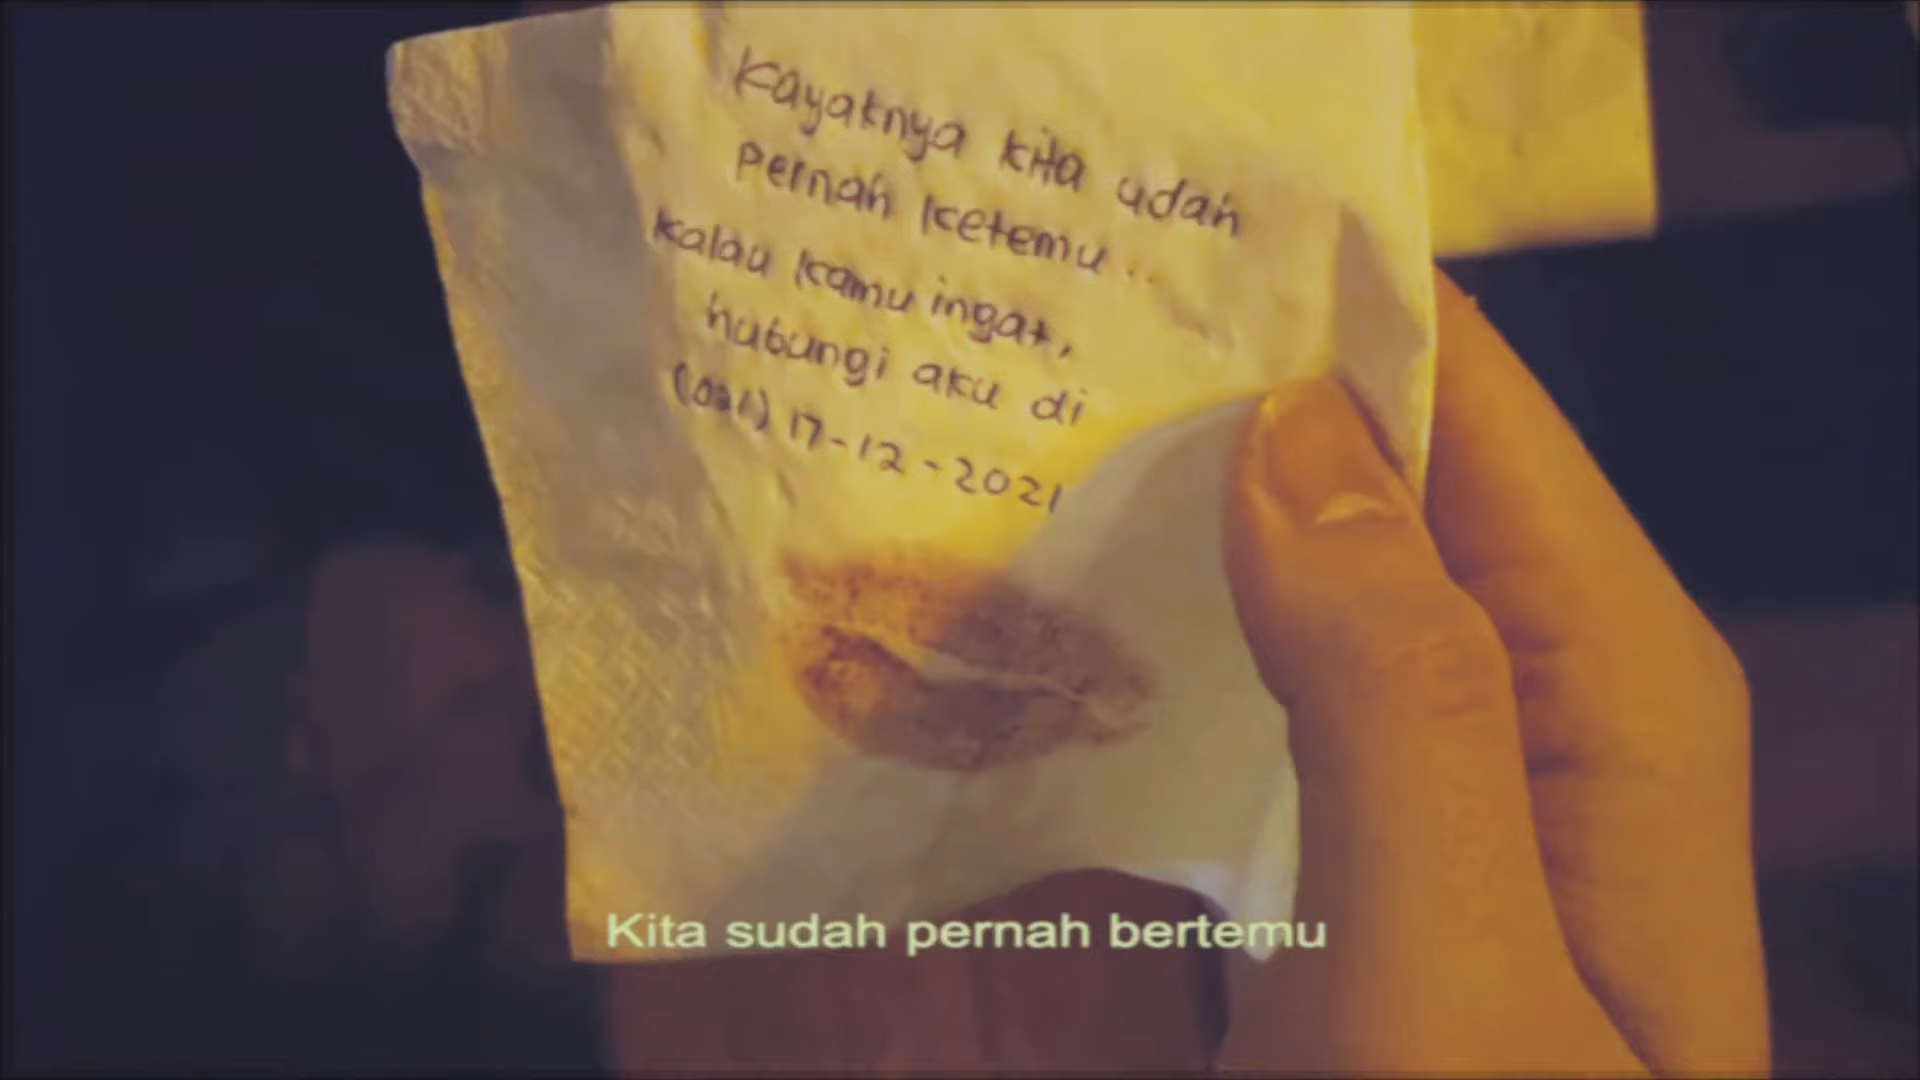 Kayaknya kita udah
pernah ketemu..
kalau kamu ingat,
hubungi aku di
(021) 17-12-2021
Kita sudah pernah bertemu